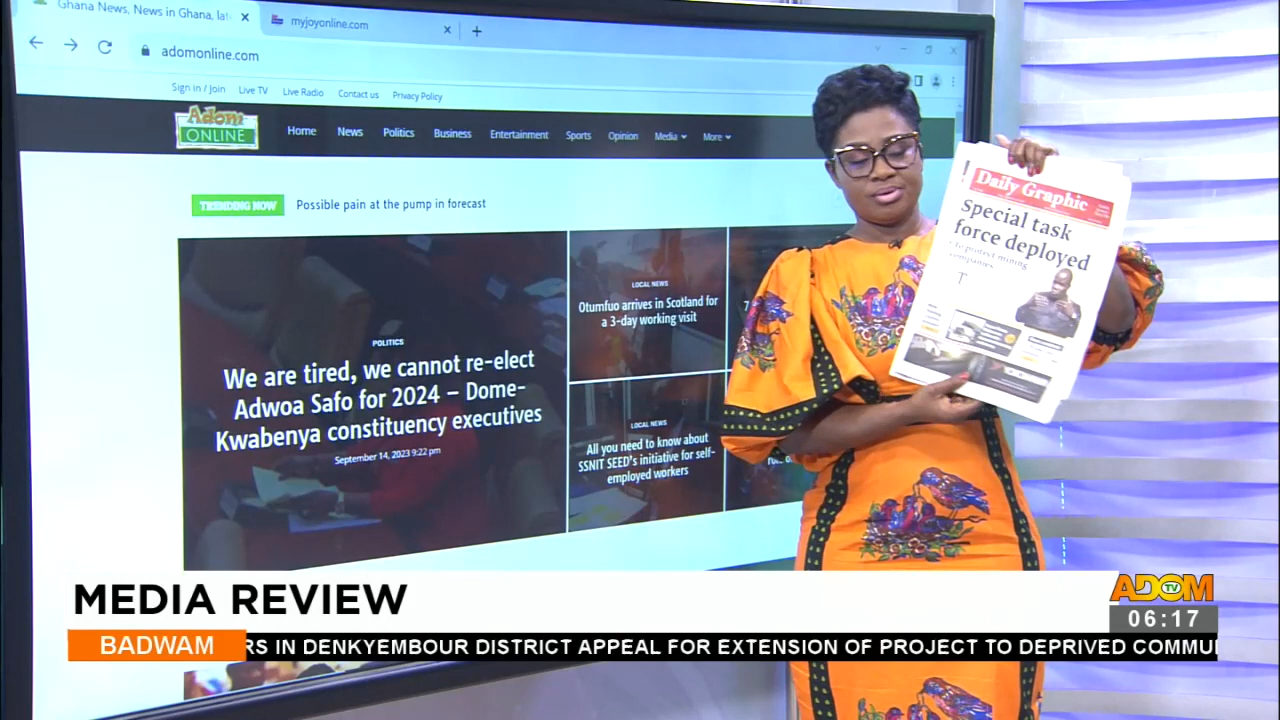 Ghana News, News in Ghana, lat
myjoyonline.com
adomonline.com
Sign in / Join Live TV Live Radio Contact us Privacy Policy
Adom
ONLINE
Home News Politics Business Entertainment Sports Opinion Media More
TRENDING NOW Possible pain at the pump in forecast
POLITICS
We are tired, we cannot re-elect
Adwoa Safo for 2024 – Dome-
Kwabenya constituency executives
September 14, 2023 9:22 pm
LOCAL NEWS
Otumfuo arrives in Scotland for
a 3-day working visit
LOCAL NEWS
All you need to know about
SSNIT SEED's initiative for self-
employed workers
7
Daily Graphic
Special task
force deployed
• To protect mining
companies
MEDIA REVIEW
ADOM
TV
06:17
BADWAM
RS IN DENKYEMBOUR DISTRICT APPEAL FOR EXTENSION OF PROJECT TO DEPRIVED COMMU